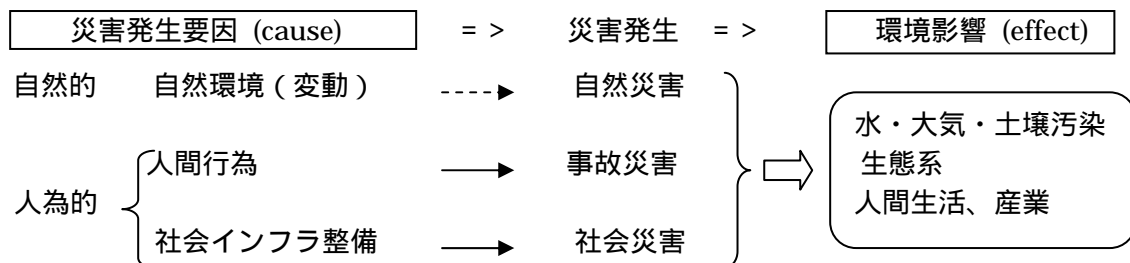 災害発生要因 (cause) => 災害発生 => 環境影響 (effect)
自然的 自然環境（変動） 自然災害
水・大気・土壌汚染
人間行為 事故災害 生態系
人為的 人間生活、産業
社会インフラ整備 社会災害